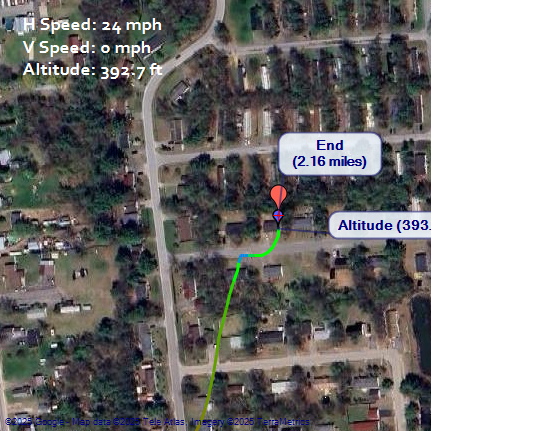 H Speed: 24 mph
V Speed: 0 mph
Altitude: 392.7 ft
End
(2.16 miles)
Altitude (393.
©2025 Google - Map data ©2025 Tele Atlas, Imagery ©2025 TerraMetrics